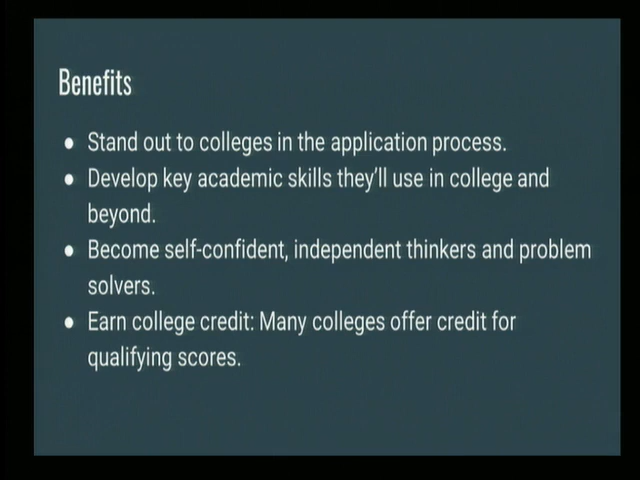 Benefits
● Stand out to colleges in the application process.
● Develop key academic skills they'll use in college and
beyond.
● Become self-confident, independent thinkers and problem
solvers.
● Earn college credit: Many colleges offer credit for
qualifying scores.